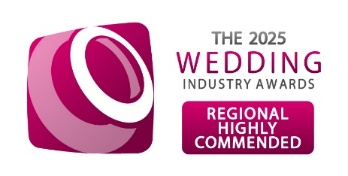 THE 2025
WEDDING
INDUSTRY AWARDS
REGIONAL
HIGHLY
COMMENDED